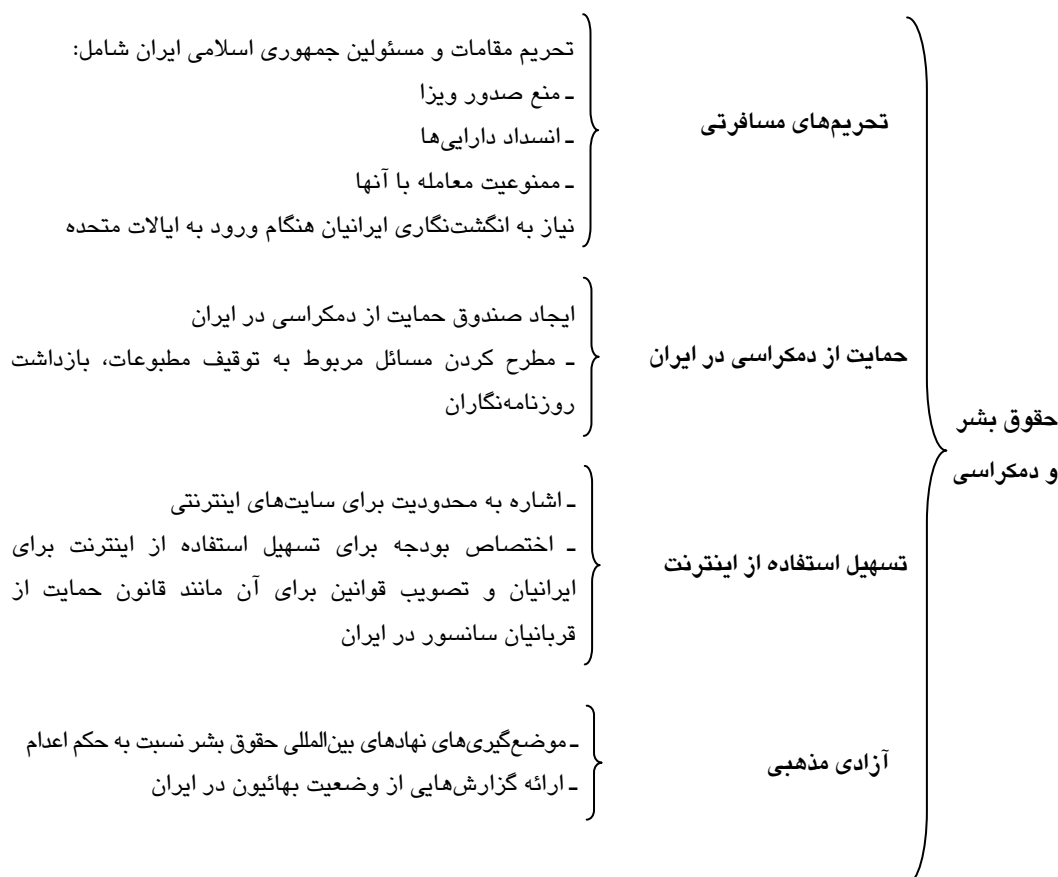 حقوق بشر
و دمکراسی
تحریم‌های مسافرتی
تحریم مقامات و مسئولین جمهوری اسلامی ایران شامل:
ـ منع صدور ویزا
ـ انسداد دارایی‌ها
ـ ممنوعیت معامله با آنها
نیاز به انگشت‌نگاری ایرانیان هنگام ورود به ایالات متحده
حمایت از دمکراسی در ایران
ایجاد صندوق حمایت از دمکراسی در ایران
ـ مطرح کردن مسائل مربوط به توقیف مطبوعات، بازداشت
روزنامه‌نگاران
تسهیل استفاده از اینترنت
ـ اشاره به محدودیت برای سایت‌های اینترنتی
ـ اختصاص بودجه برای تسهیل استفاده از اینترنت برای
ایرانیان و تصویب قوانین برای آن مانند قانون حمایت از
قربانیان سانسور در ایران
آزادی مذهبی
ـ موضع‌گیری‌های نهادهای بین‌المللی حقوق بشر نسبت به حکم اعدام
ـ ارائه گزارش‌هایی از وضعیت بهائیون در ایران